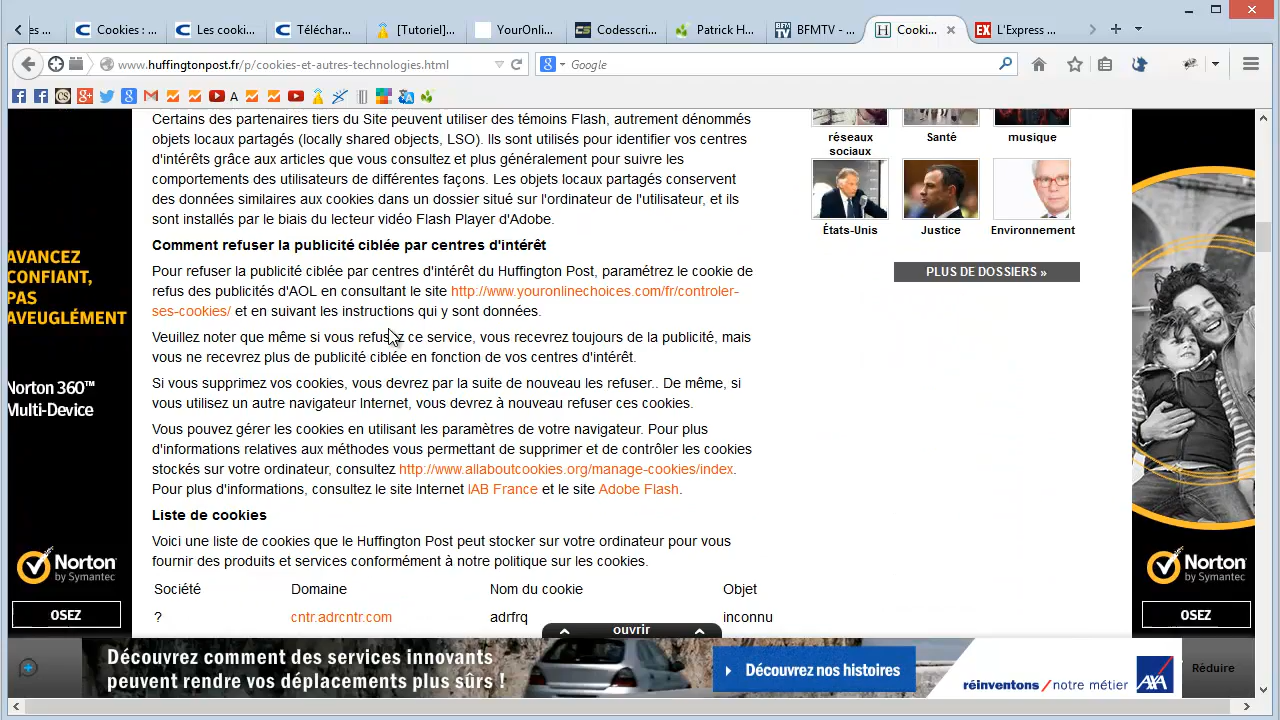 es ...
Cookies : ...
Les cooki...
Téléchar...
[Tutoriel]...
YourOnli...
Codesscri...
Patrick H...
BFMTV - ...
Cooki...
L'Express ...
www.huffingtonpost.fr/p/cookies-et-autres-technologies.html
Google
A
Certains des partenaires tiers du Site peuvent utiliser des témoins Flash, autrement dénommés
objets locaux partagés (locally shared objects, LSO). Ils sont utilisés pour identifier vos centres
d'intérêts grâce aux articles que vous consultez et plus généralement pour suivre les
comportements des utilisateurs de différentes façons. Les objets locaux partagés conservent
des données similaires aux cookies dans un dossier situé sur l'ordinateur de l'utilisateur, et ils
sont installés par le biais du lecteur vidéo Flash Player d'Adobe.
Comment refuser la publicité ciblée par centres d'intérêt
Pour refuser la publicité ciblée par centres d'intérêt du Huffington Post, paramétrez le cookie de
refus des publicités d'AOL en consultant le site http://www.youronlinechoices.com/fr/controler-
ses-cookies/ et en suivant les instructions qui y sont données.
Veuillez noter que même si vous refusez ce service, vous recevrez toujours de la publicité, mais
vous ne recevrez plus de publicité ciblée en fonction de vos centres d'intérêt.
Si vous supprimez vos cookies, vous devrez par la suite de nouveau les refuser.. De même, si
vous utilisez un autre navigateur Internet, vous devrez à nouveau refuser ces cookies.
Vous pouvez gérer les cookies en utilisant les paramètres de votre navigateur. Pour plus
d'informations relatives aux méthodes vous permettant de supprimer et de contrôler les cookies
stockés sur votre ordinateur, consultez http://www.allaboutcookies.org/manage-cookies/index.
Pour plus d'informations, consultez le site Internet IAB France et le site Adobe Flash.
Liste de cookies
Voici une liste de cookies que le Huffington Post peut stocker sur votre ordinateur pour vous
fournir des produits et services conformément à notre politique sur les cookies.
Société Domaine Nom du cookie Objet
? cntr.adrcntr.com adrfrq inconnu
réseaux
sociaux
Santé
musique
États-Unis
Justice
Environnement
PLUS DE DOSSIERS »
AVANCEZ
CONFIANT,
PAS
AVEUGLÉMENT
Norton 360™
Multi-Device
Norton
by Symantec
OSEZ
Norton
by Symantec
OSEZ
ouvrir
Découvrez comment des services innovants
peuvent rendre vos déplacements plus sûrs !
Découvrez nos histoires
réinventons / notre métier
AXA
Réduire